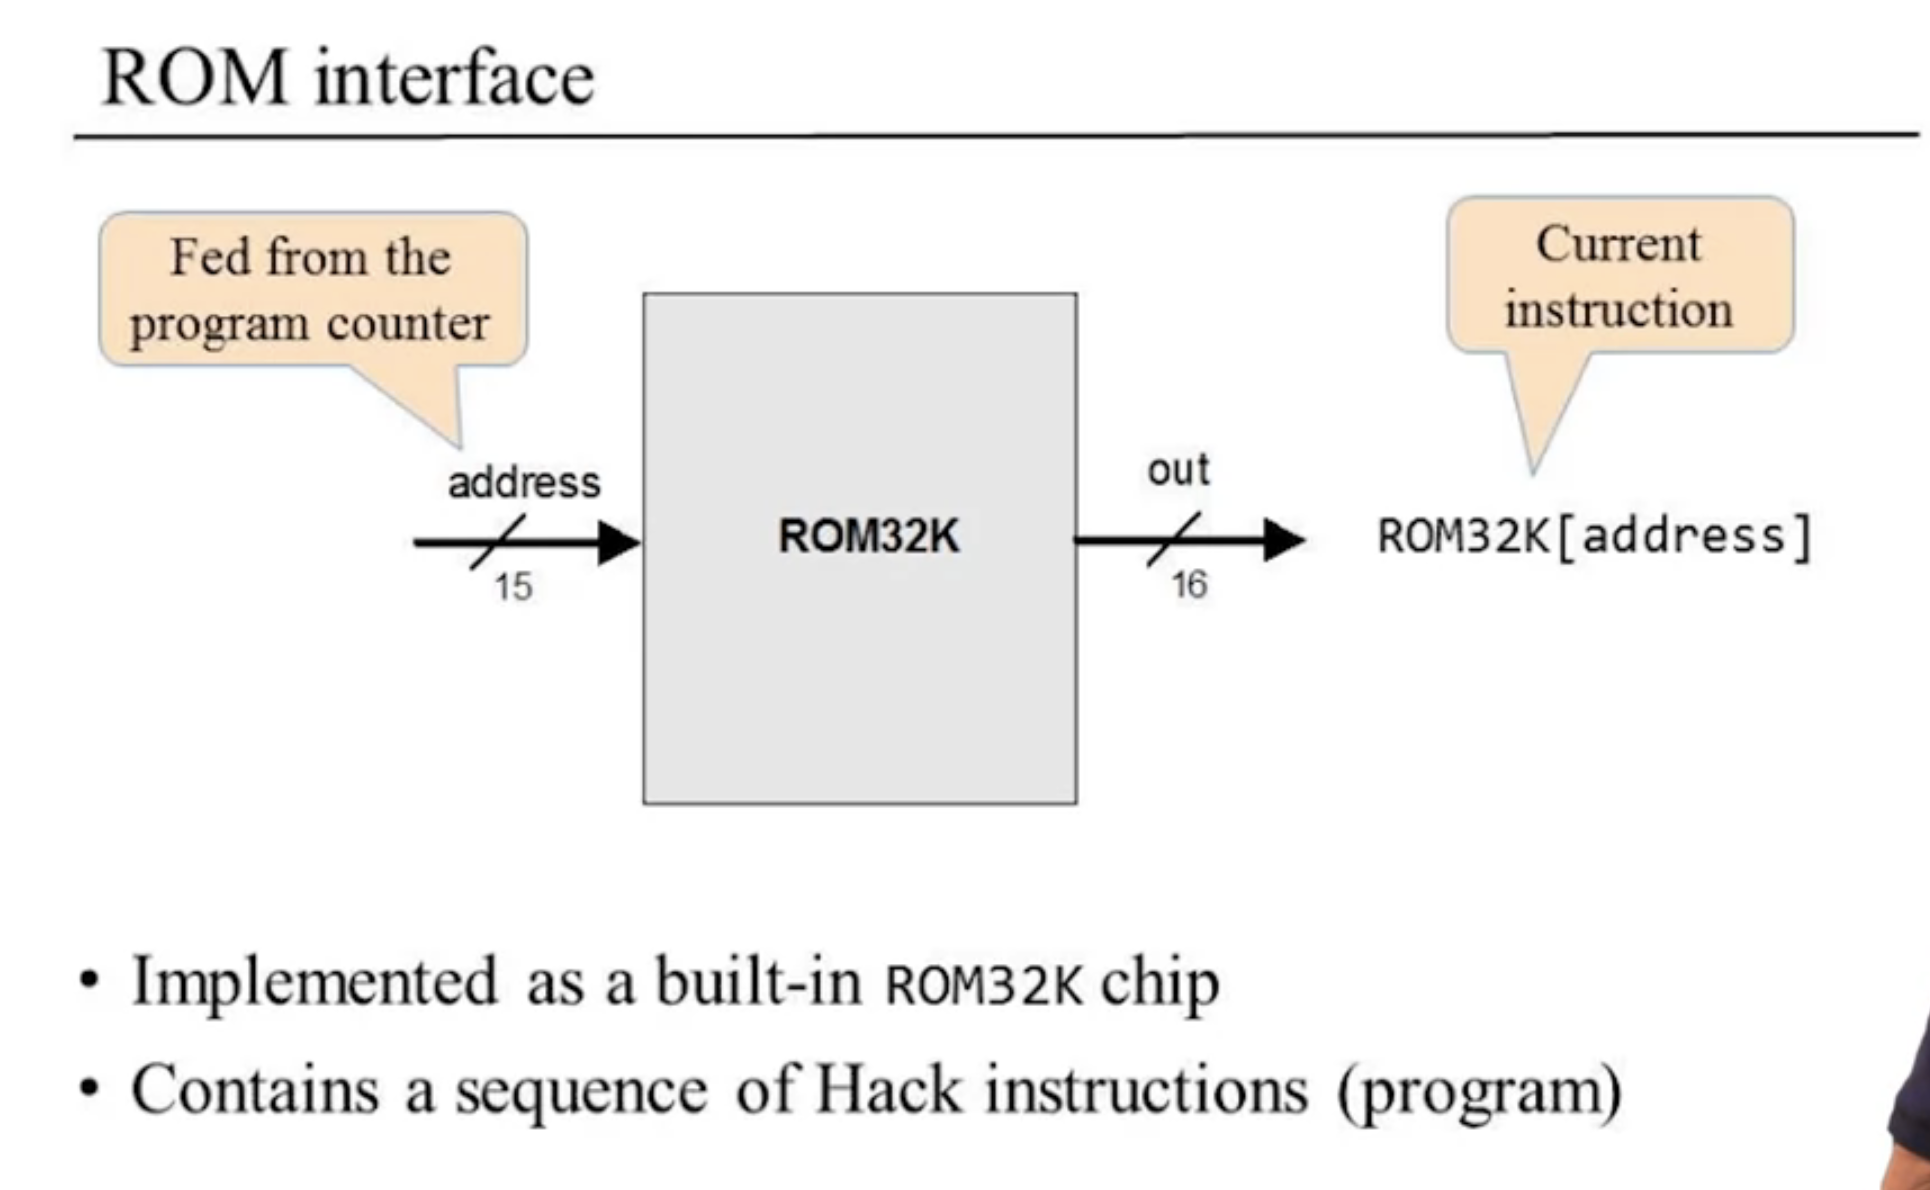 ROM interface
Fed from the
program counter
Current
instruction
address
15
ROM32K
out
16
ROM32K[address]
• Implemented as a built-in ROM32K chip
• Contains a sequence of Hack instructions (program)